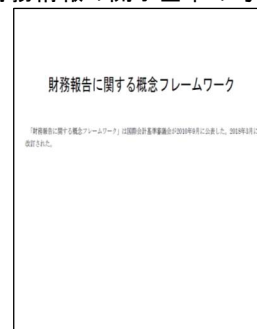 財務報告に関する概念フレームワーク
「財務報告に関する概念フレームワーク」は国際会計基準審議会が2010年9月に公表した。2018年3月に
改訂された。